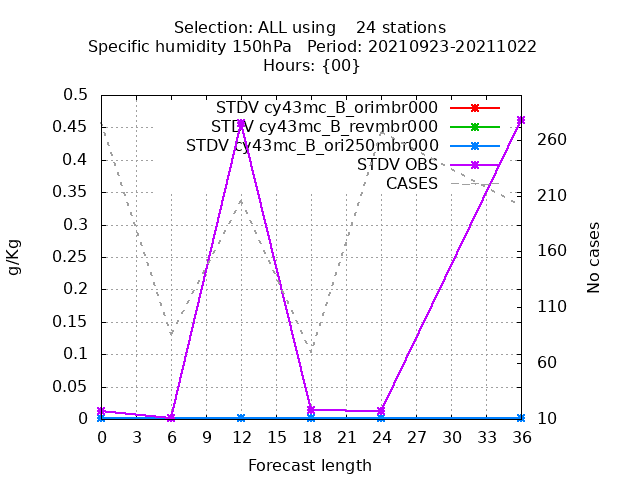 Selection: ALL using    24 stations
Specific humidity 150hPa   Period: 20210923-20211022
Hours: {00}
STDV cy43mc_B_orimbr000
STDV cy43mc_B_revmbr000
STDV cy43mc_B_ori250mbr000
STDV OBS
CASES
g/Kg
0.5
0.45
0.4
0.35
0.3
0.25
0.2
0.15
0.1
0.05
0
No cases
260
210
160
110
60
10
0 3 6 9 12 15 18 21 24 27 30 33 36
Forecast length